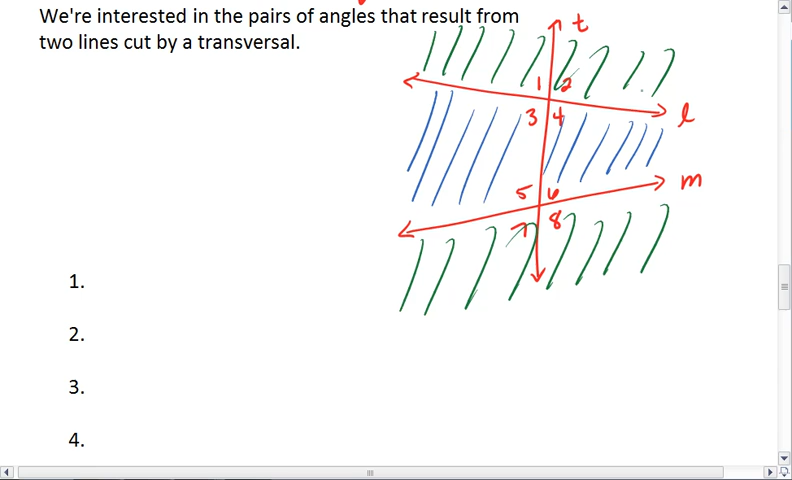 We're interested in the pairs of angles that result from
two lines cut by a transversal.
t
1 2
3 4
l
m
5 6
7 8
1.
2.
3.
4.